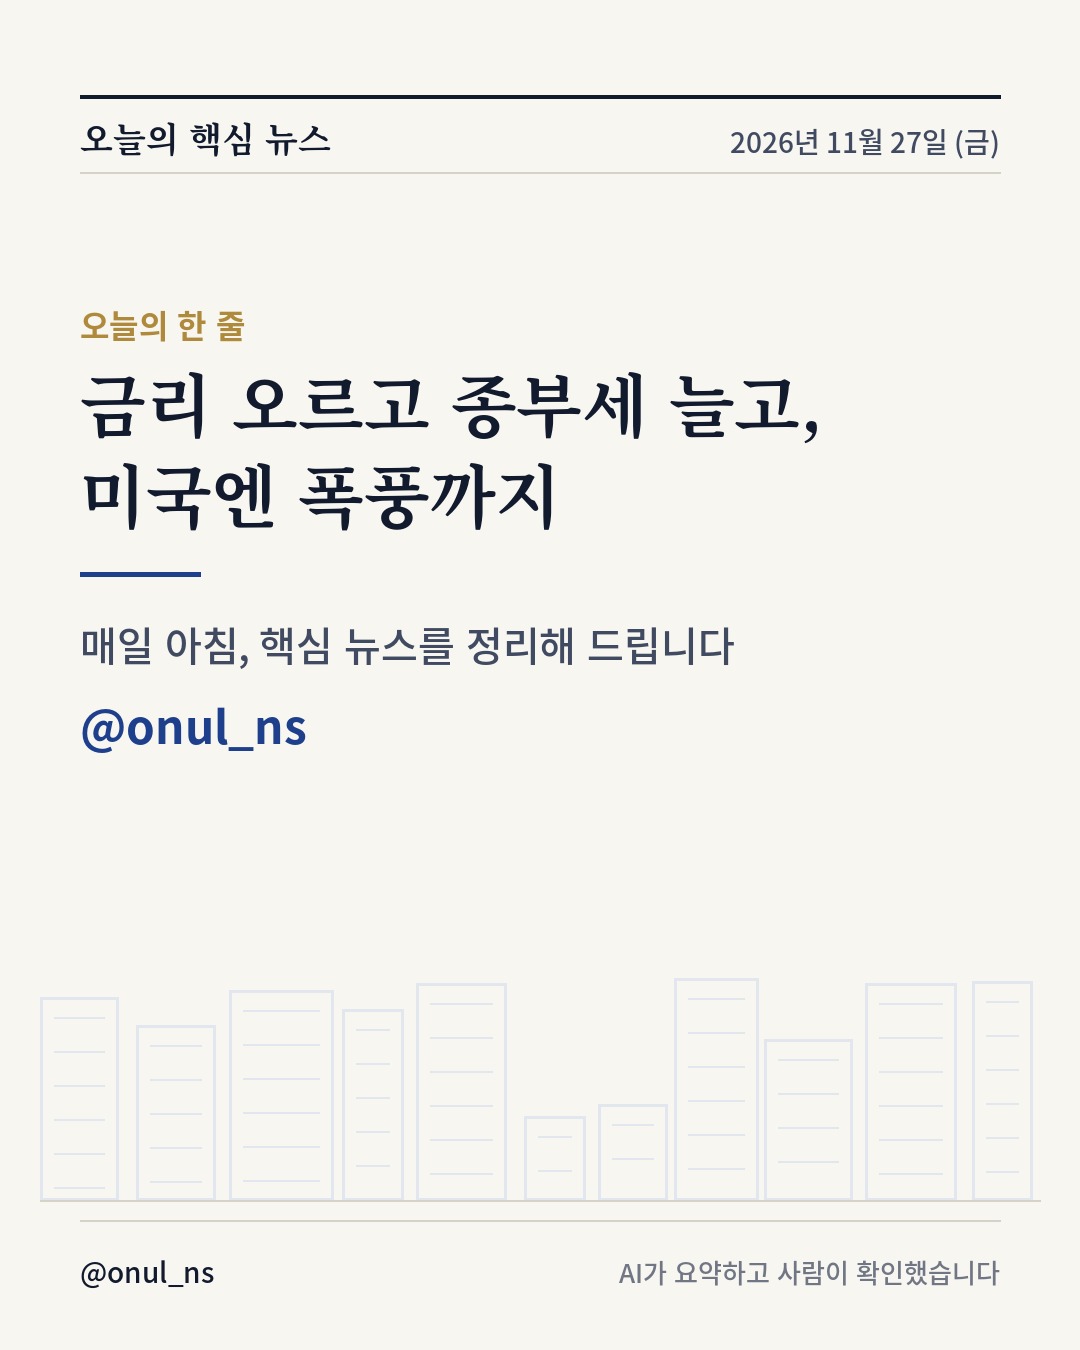 오늘의 핵심 뉴스
2026년 11월 27일 (금)
오늘의 한 줄
금리 오르고 종부세 늘고,
미국엔 폭풍까지
매일 아침, 핵심 뉴스를 정리해 드립니다
@onul_ns
@onul_ns
AI가 요약하고 사람이 확인했습니다